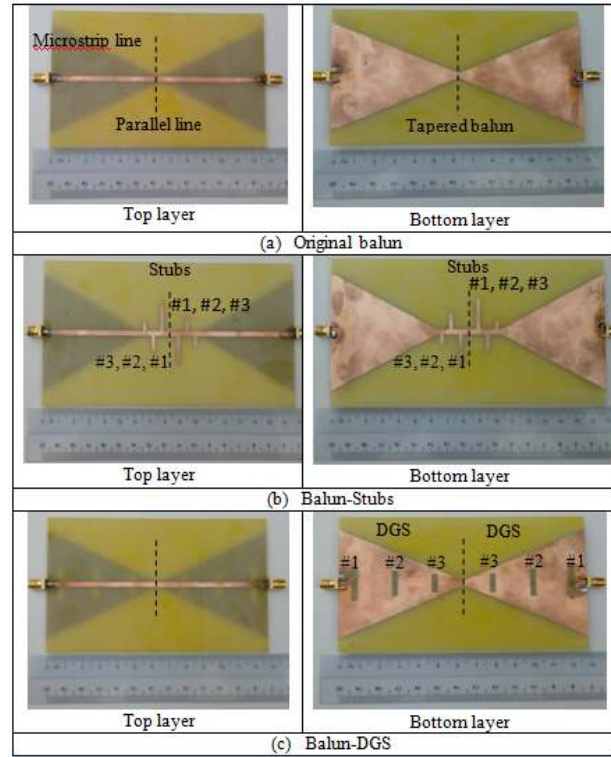 Microstrip line
Parallel line
Tapered balun
Top layer
Bottom layer
(a) Original balun
Stubs
#1, #2, #3
#3, #2, #1
Stubs
#1, #2, #3
#3, #2, #1
Top layer
Bottom layer
(b) Balun-Stubs
DGS DGS
#1 #2 #3 #3 #2 #1
Top layer
Bottom layer
(c) Balun-DGS